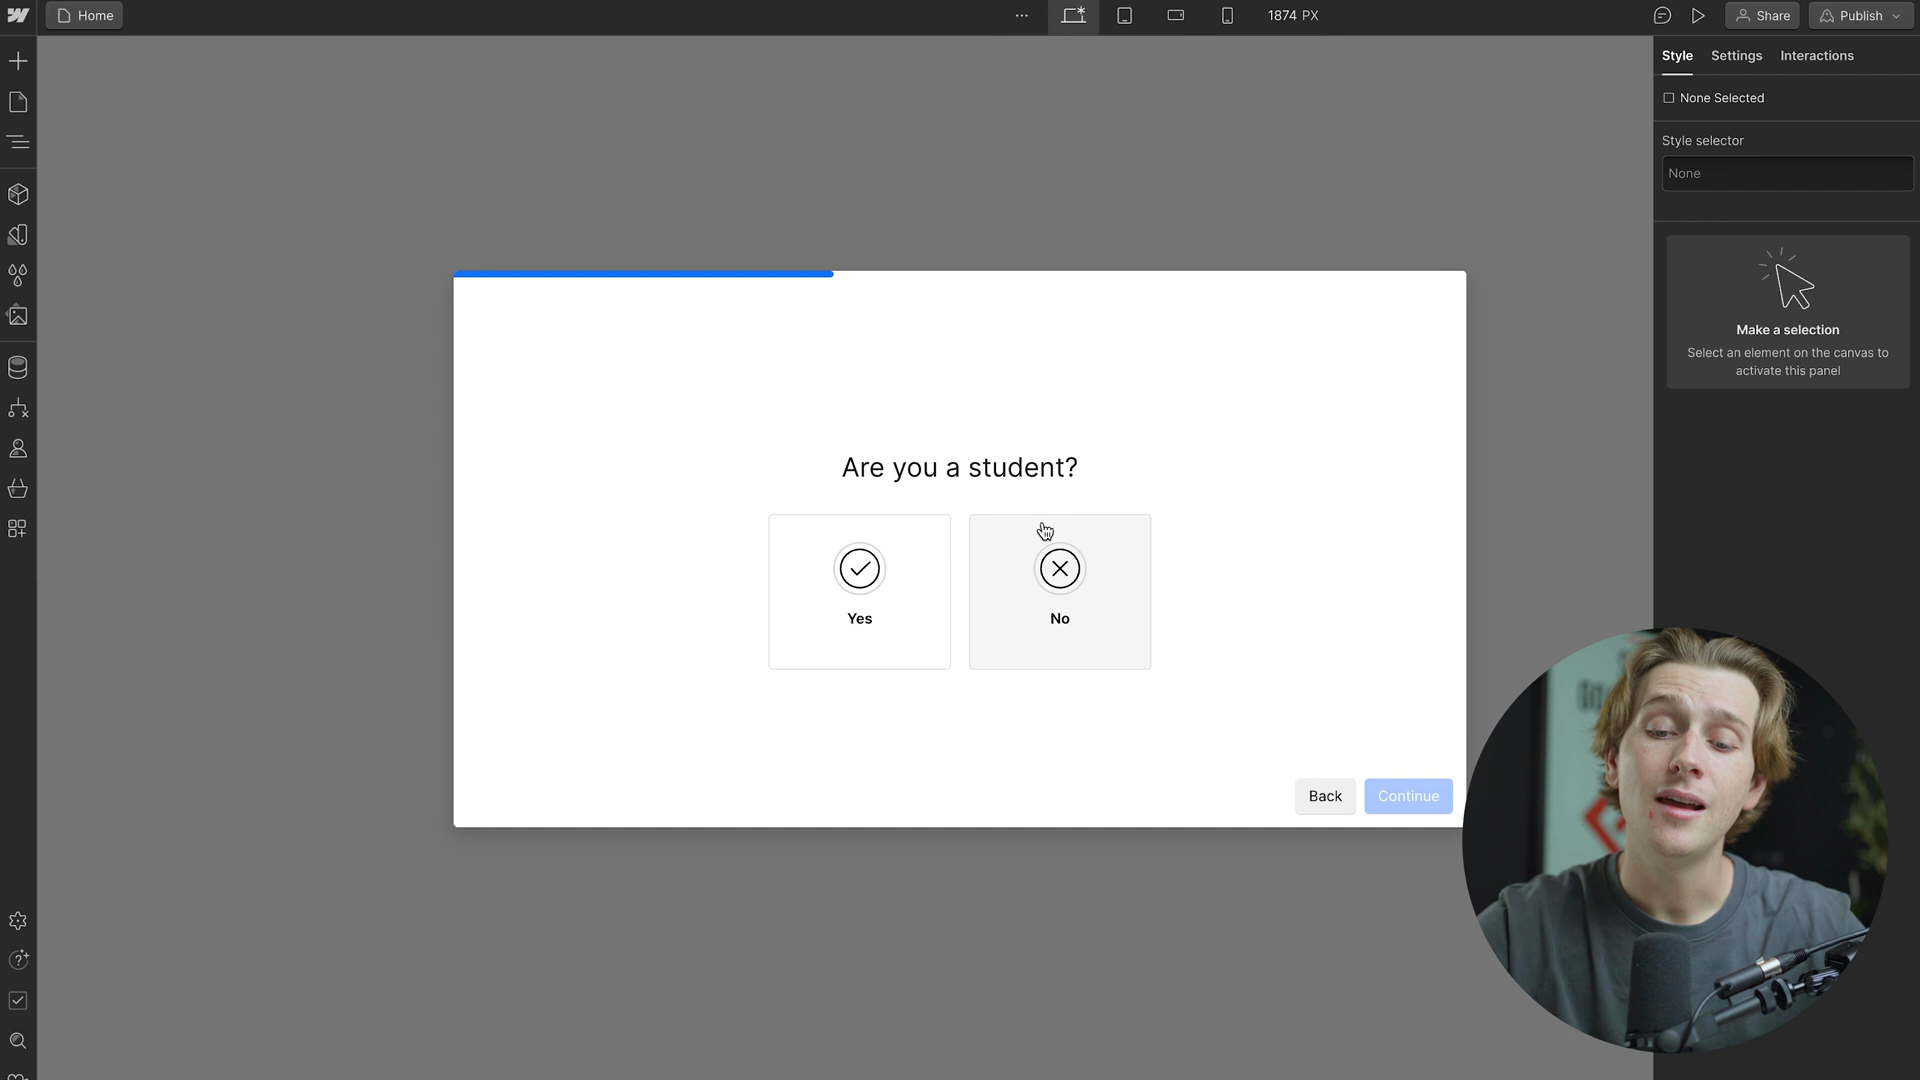 Home
1874 PX
Share
Publish
Style
Settings
Interactions
None Selected
Style selector
None
Make a selection
Select an element on the canvas to
activate this panel
Are you a student?
Yes
No
Back
Continue